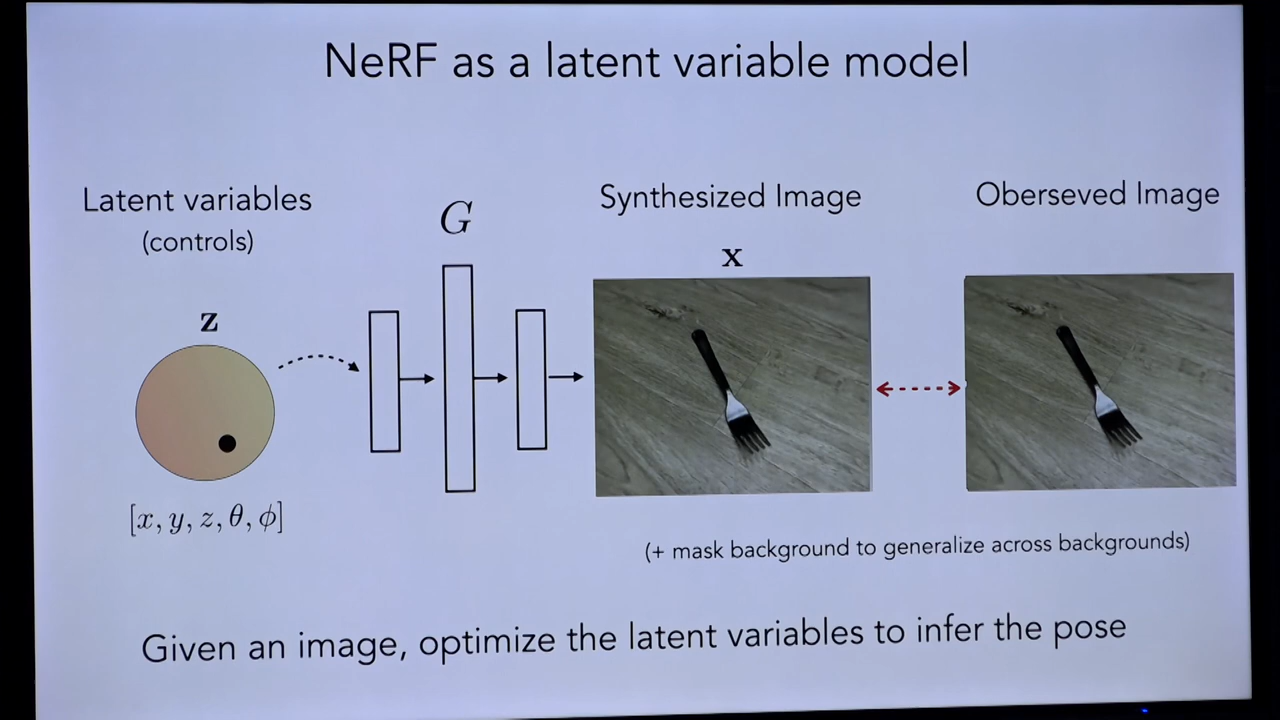 NeRF as a latent variable model
Latent variables
(controls)
G
Synthesized Image
Oberseved Image
x
z
[x, y, z, θ, ϕ]
(+ mask background to generalize across backgrounds)
Given an image, optimize the latent variables to infer the pose